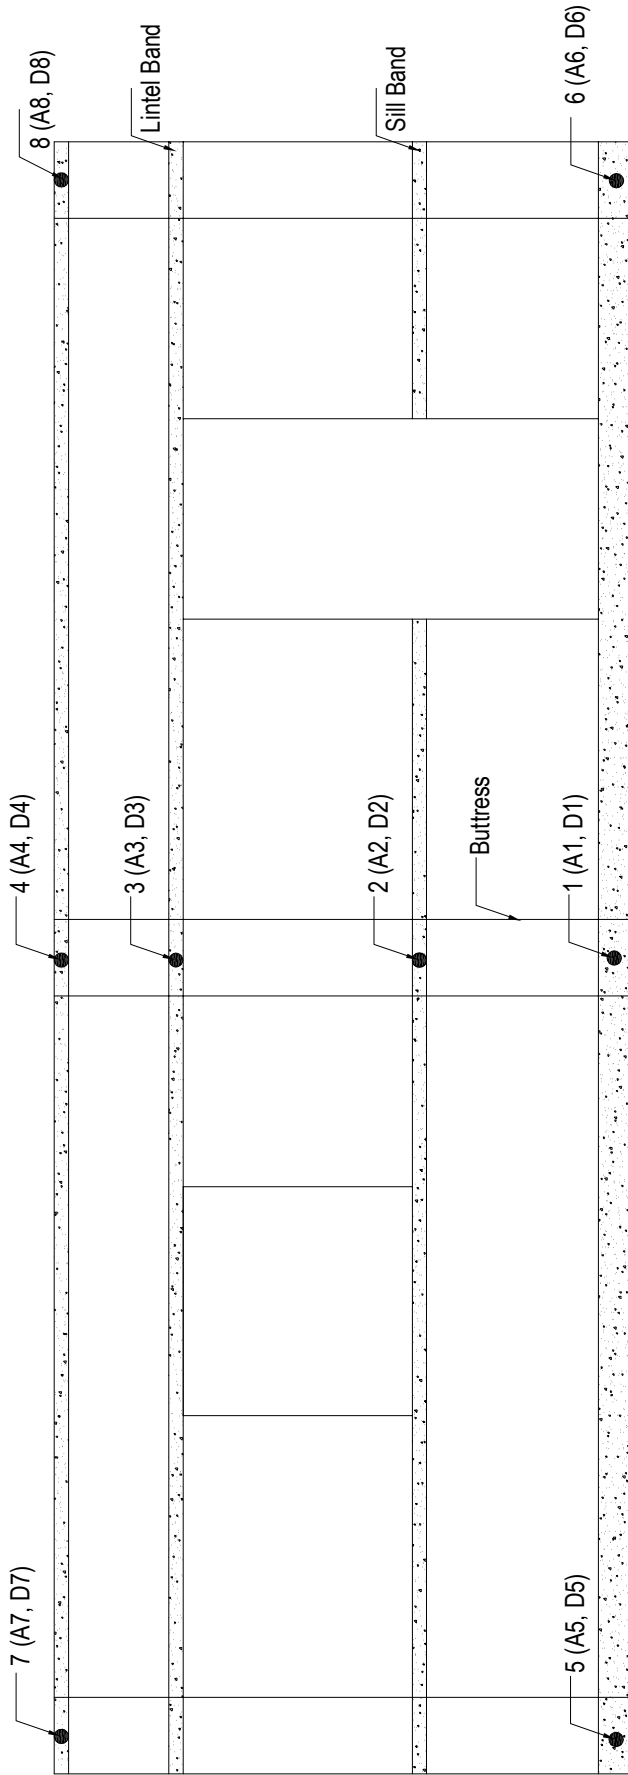 7 (A7, D7)
4 (A4, D4)
8 (A8, D8)
3 (A3, D3)
Lintel Band
2 (A2, D2)
Sill Band
Buttress
5 (A5, D5)
1 (A1, D1)
6 (A6, D6)